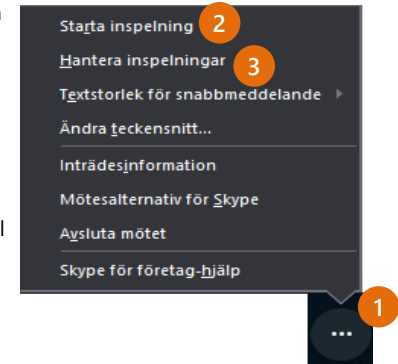 Starta inspelning 2
Hantera inspelningar 3
Textstorlek för snabbmeddelande
Ändra teckensnitt...
Inträdesinformation
Mötesalternativ för Skype
Avsluta mötet
Skype för företag-hjälp
1
...